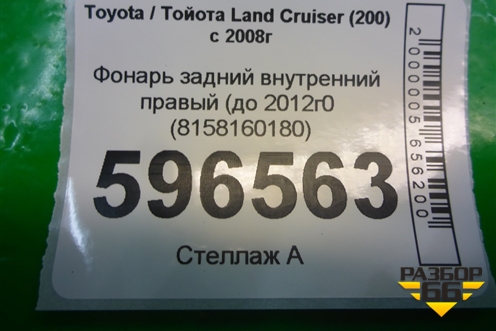 Toyota / Тойота Land Cruiser (200)
с 2008г
Фонарь задний внутренний
правый (до 2012г0
(8158160180)
596563
Стеллаж А
2000005656200
РАЗБОР
66